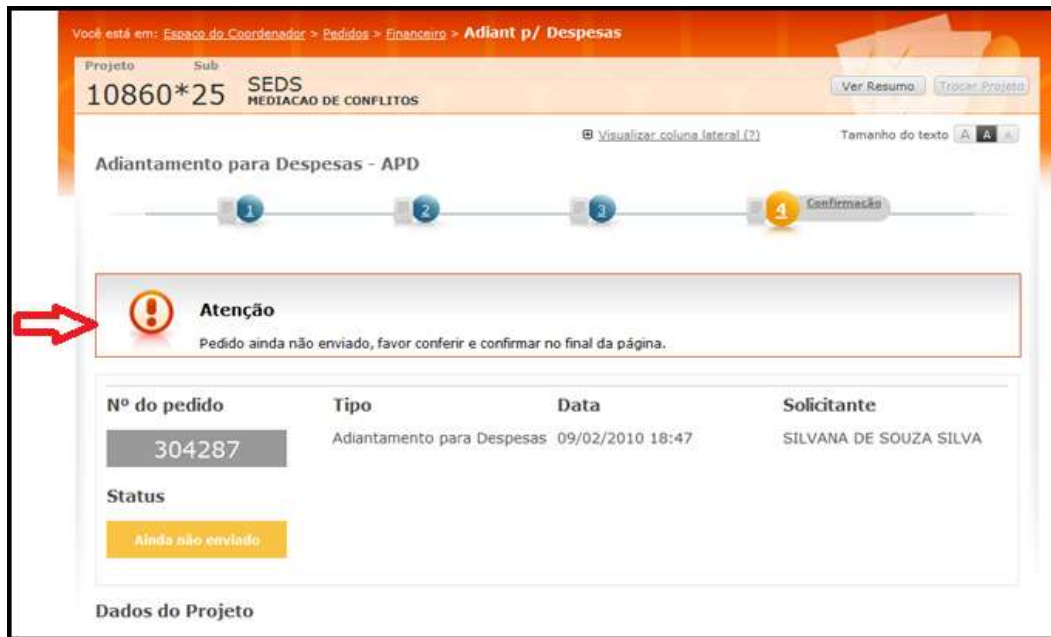 Você está em: Espaço do Coordenador > Pedidos > Financeiro > Adiant p/ Despesas
Projeto Sub
10860*25 SEDS
MEDIACAO DE CONFLITOS
Ver Resumo Trocar Projeto
Visualizar coluna lateral (?) Tamanho do texto A A A
Adiantamento para Despesas - APD
1 2 3 4 Confirmação
Atenção
Pedido ainda não enviado, favor conferir e confirmar no final da página.
Nº do pedido Tipo Data Solicitante
304287 Adiantamento para Despesas 09/02/2010 18:47 SILVANA DE SOUZA SILVA
Status
Ainda não enviado
Dados do Projeto